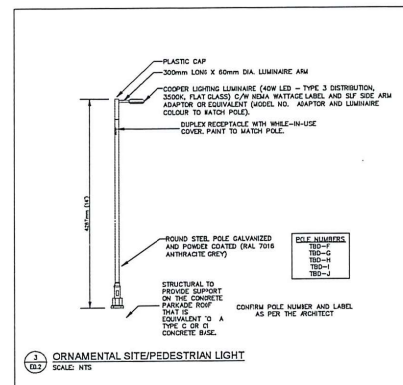 PLASTIC CAP
300mm LONG X 60mm DIA. LUMINAIRE ARM
COOPER LIGHTING LUMINAIRE (40W LED - TYPE 3 DISTRIBUTION,
3500K, FLAT GLASS) C/W NEMA WATTAGE LABEL AND SLF SIDE ARM
ADAPTOR OR EQUIVALENT (MODEL NO. ADAPTOR AND LUMINAIRE
COLOUR TO MATCH POLE).
DUPLEX RECEPTACLE WITH WHILE-IN-USE
COVER. PAINT TO MATCH POLE.
(14')
ROUND STEEL POLE GALVANIZED
AND POWDER COATED (RAL 7016
ANTHRACITE GREY)
POLE NUMBERS
TBD-F
TBD-G
TBD-H
TBD-I
TBD-J
STRUCTURAL TO
PROVIDE SUPPORT
ON THE CONCRETE
PARKADE ROOF
THAT IS
EQUIVALENT TO A
TYPE C OR C1
CONCRETE BASE.
CONFIRM POLE NUMBER AND LABEL
AS PER THE ARCHITECT
3
E0.2
ORNAMENTAL SITE/PEDESTRIAN LIGHT
SCALE: NTS